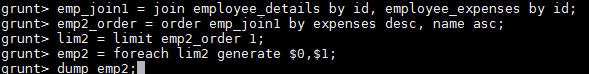 grunt> emp_join1 = join employee_details by id, employee_expenses by id;
grunt> emp2_order = order emp_join1 by expenses desc, name asc;
grunt> lim2 = limit emp2_order 1;
grunt> emp2 = foreach lim2 generate $0,$1;
grunt> dump emp2;